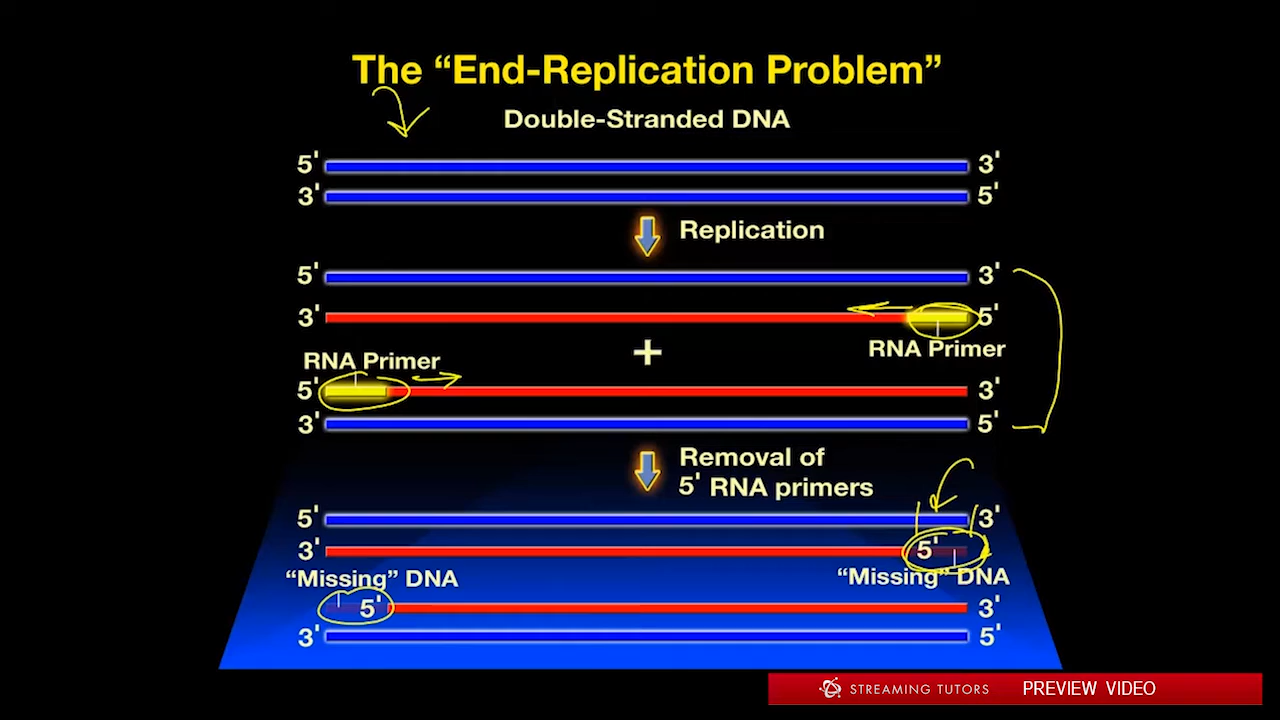 The “End-Replication Problem”
Double-Stranded DNA
5' 3'
3' 5'
Replication
5' 3'
3' 5'
RNA Primer
+
RNA Primer
5' 3'
3' 5'
Removal of
5' RNA primers
5' 3'
3' 5'
“Missing” DNA “Missing” DNA
5' 3'
3' 5'
STREAMING TUTORS PREVIEW VIDEO